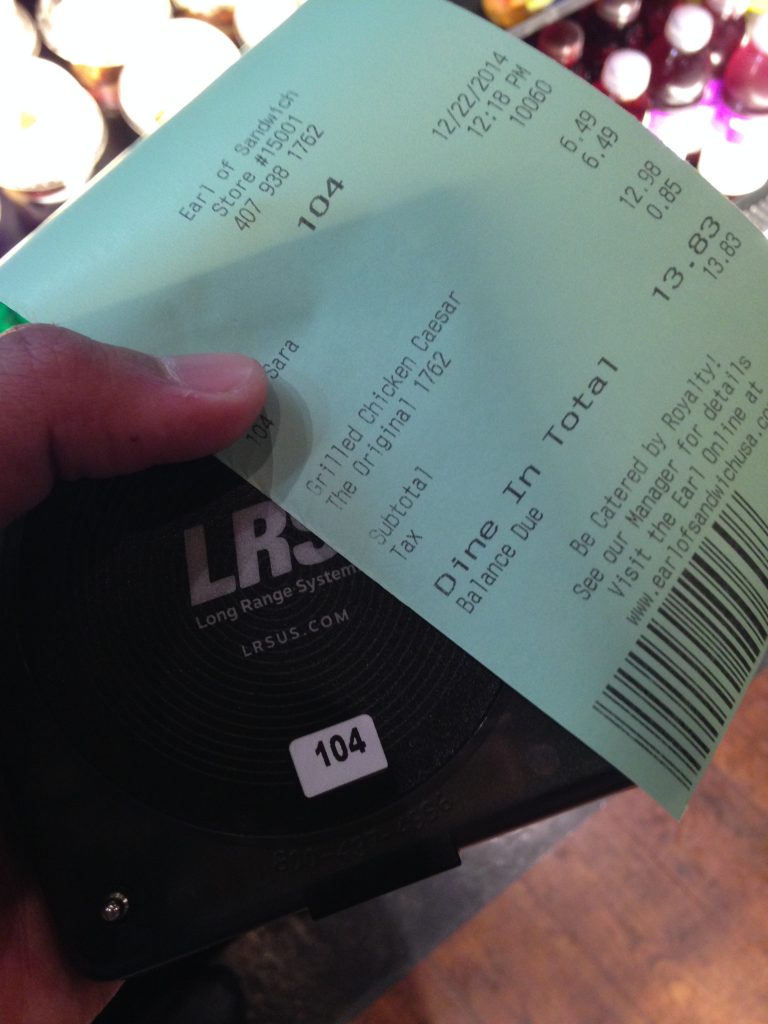 Earl of Sandwich
Store #15001
407 938 1762
12/22/2014
12:18 PM
10060
104
Sara
104
Grilled Chicken Caesar 6.49
The Original 1762 6.49
Subtotal 12.98
Tax 0.85
Dine In Total 13.83
Balance Due 13.83
Be Catered by Royalty!
See our Manager for details
Visit the Earl Online at
www.earlofsandwichusa.co
LRS
Long Range System
LRSUS.COM
104